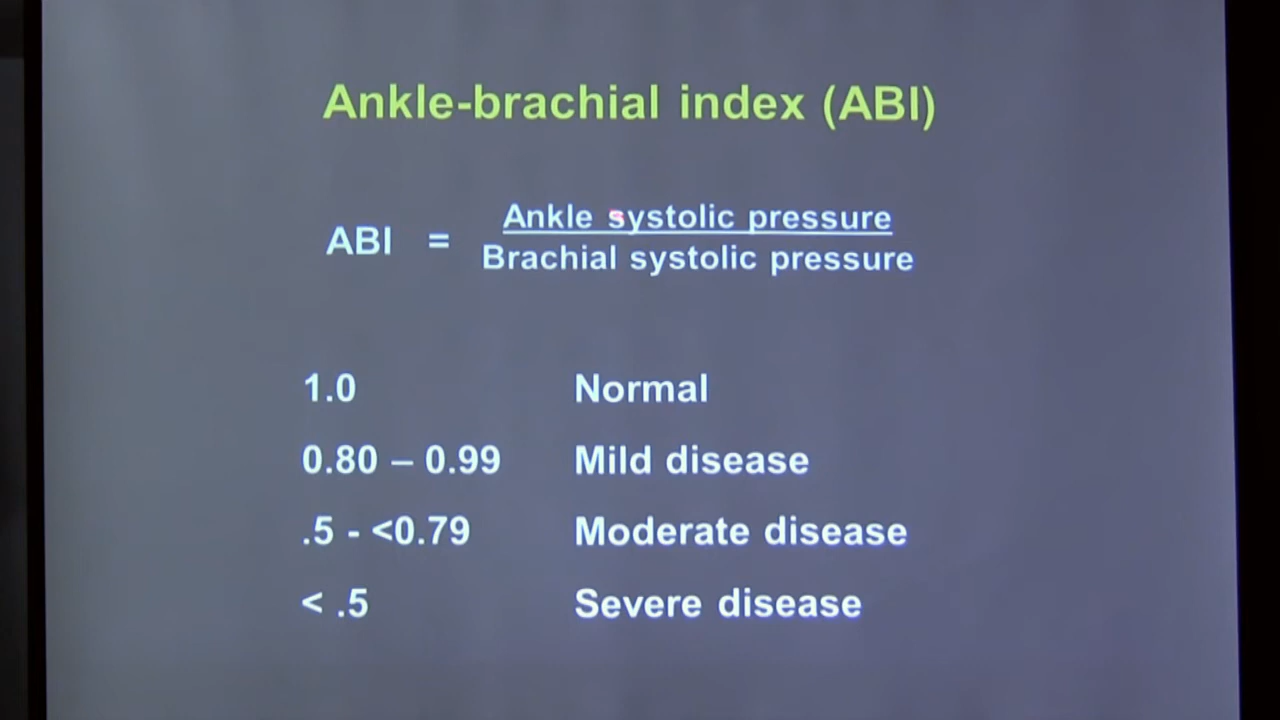 Ankle-brachial index (ABI)
ABI = Ankle systolic pressure
Brachial systolic pressure
1.0 Normal
0.80 – 0.99 Mild disease
.5 - <0.79 Moderate disease
< .5 Severe disease